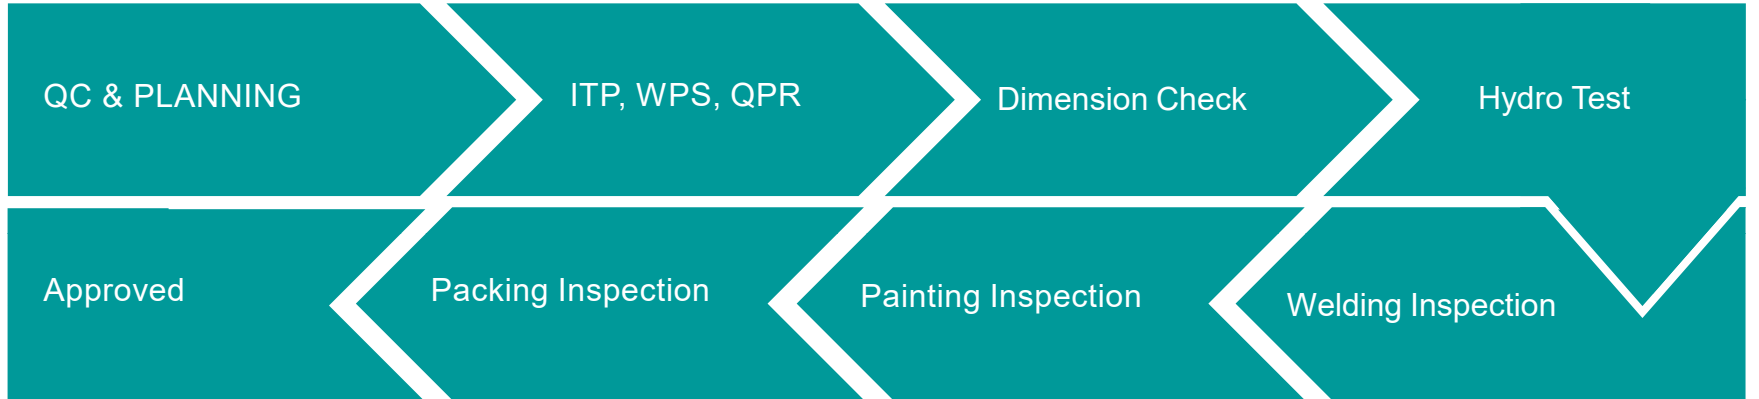 QC & PLANNING
ITP, WPS, QPR
Dimension Check
Hydro Test
Welding Inspection
Painting Inspection
Packing Inspection
Approved